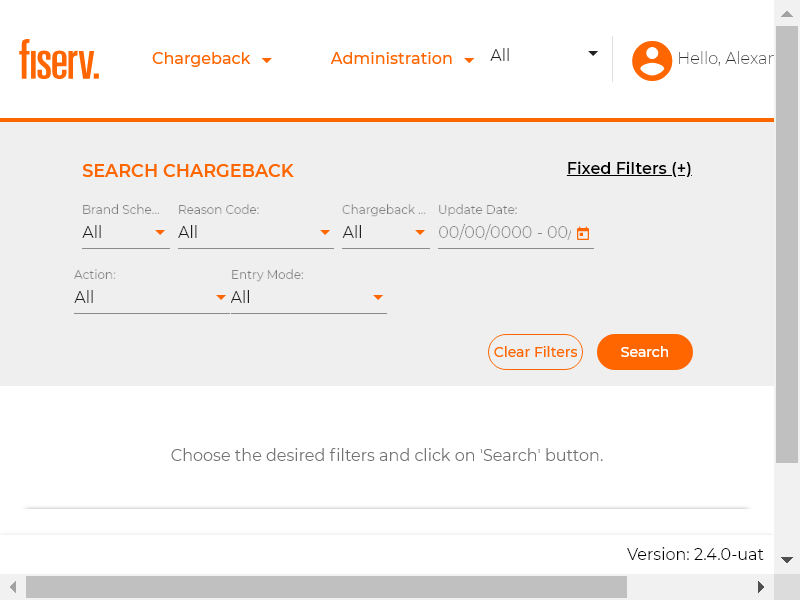 fiserv.
Chargeback
Administration
All
Hello, Alexar
SEARCH CHARGEBACK
Fixed Filters (+)
Brand Sche...
Reason Code:
Chargeback ...
Update Date:
All
All
All
00/00/0000 - 00/
Action:
Entry Mode:
All
All
Clear Filters
Search
Choose the desired filters and click on 'Search' button.
Version: 2.4.0-uat